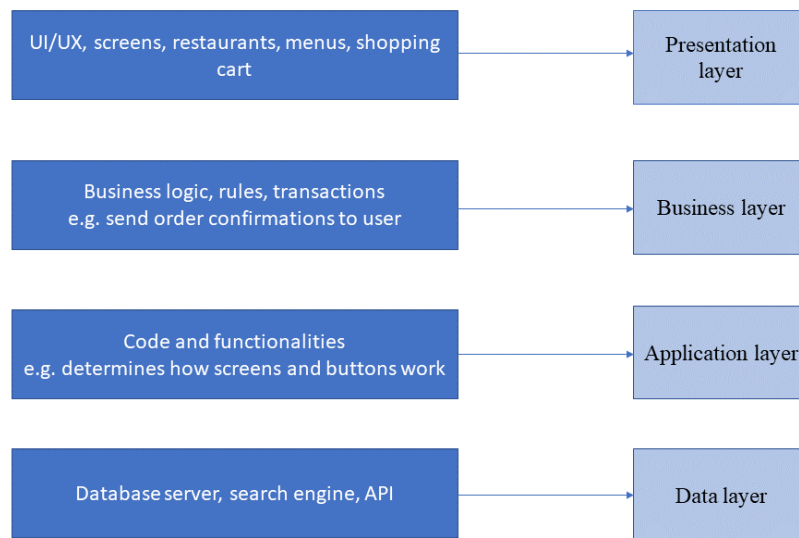 UI/UX, screens, restaurants, menus, shopping
cart
Presentation
layer
Business logic, rules, transactions
e.g. send order confirmations to user
Business layer
Code and functionalities
e.g. determines how screens and buttons work
Application layer
Database server, search engine, API
Data layer